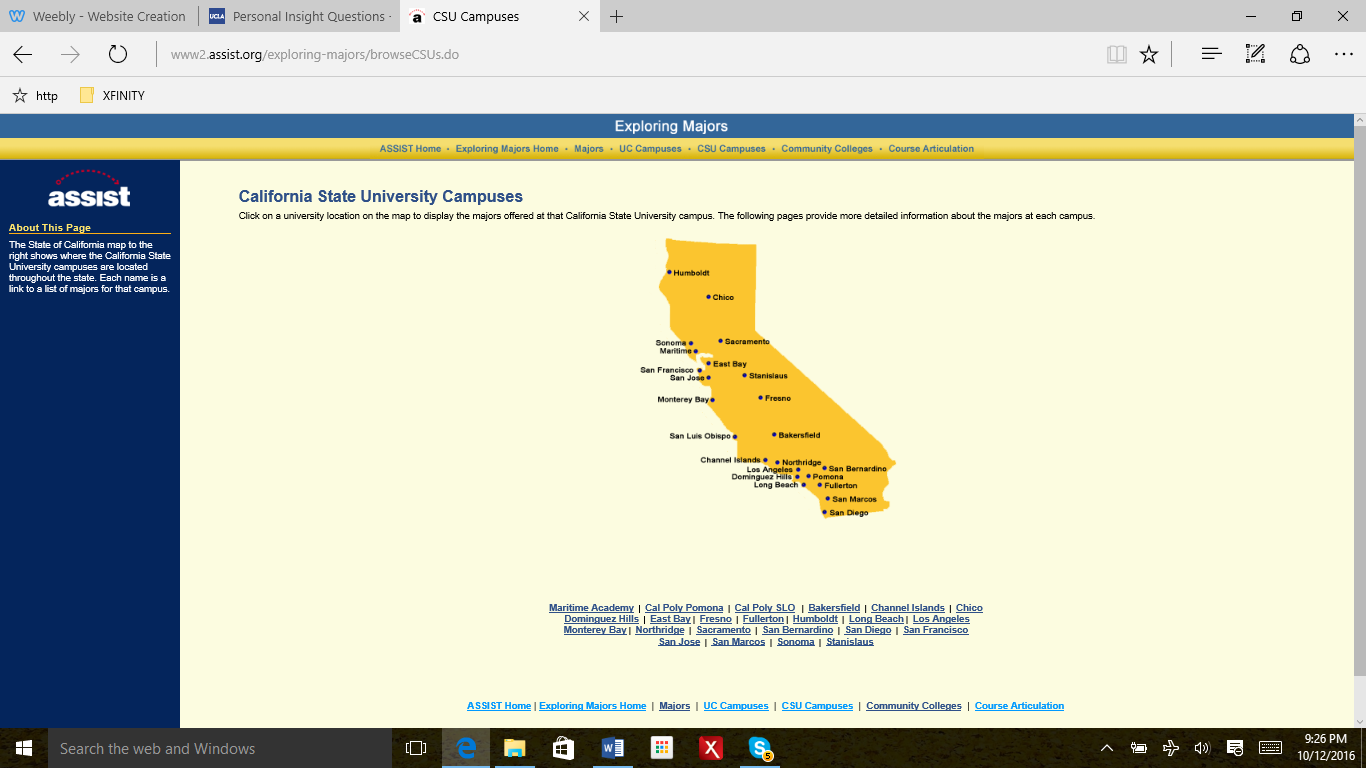 Weebly - Website Creation
UCLA Personal Insight Questions -
a CSU Campuses
www2.assist.org/exploring-majors/browseCSUs.do
http
XFINITY
Exploring Majors
ASSIST Home • Exploring Majors Home • Majors • UC Campuses • CSU Campuses • Community Colleges • Course Articulation
assist
About This Page
The State of California map to the
right shows where the California State
University campuses are located
throughout the state. Each name is a
link to a list of majors for that campus.
California State University Campuses
Click on a university location on the map to display the majors offered at that California State University campus. The following pages provide more detailed information about the majors at each campus.
Humboldt
Chico
Sonoma
Sacramento
Maritime
East Bay
San Francisco
Stanislaus
San Jose
Monterey Bay
Fresno
San Luis Obispo
Bakersfield
Channel Islands
Northridge
Los Angeles
San Bernardino
Dominguez Hills
Pomona
Long Beach
Fullerton
San Marcos
San Diego
Maritime Academy | Cal Poly Pomona | Cal Poly SLO | Bakersfield | Channel Islands | Chico
Dominguez Hills | East Bay | Fresno | Fullerton | Humboldt | Long Beach | Los Angeles
Monterey Bay | Northridge | Sacramento | San Bernardino | San Diego | San Francisco
San Jose | San Marcos | Sonoma | Stanislaus
ASSIST Home | Exploring Majors Home | Majors | UC Campuses | CSU Campuses | Community Colleges | Course Articulation
Search the web and Windows
5
9:26 PM
10/12/2016